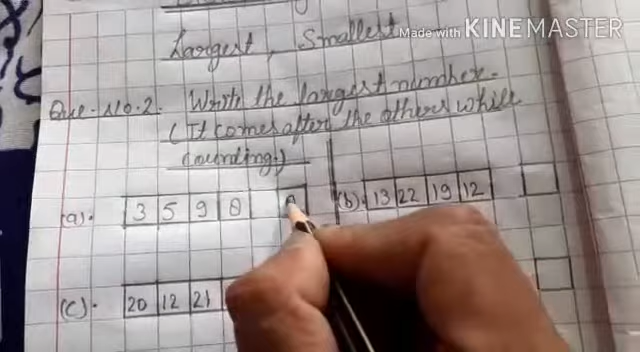 Made with KINEMASTER
Largest, Smallest
Que-No.2. Write the largest number.
(It comes after the others while
counting.)
(a). 3 5 9 8 (b). 13 22 19 12
(c). 20 12 21